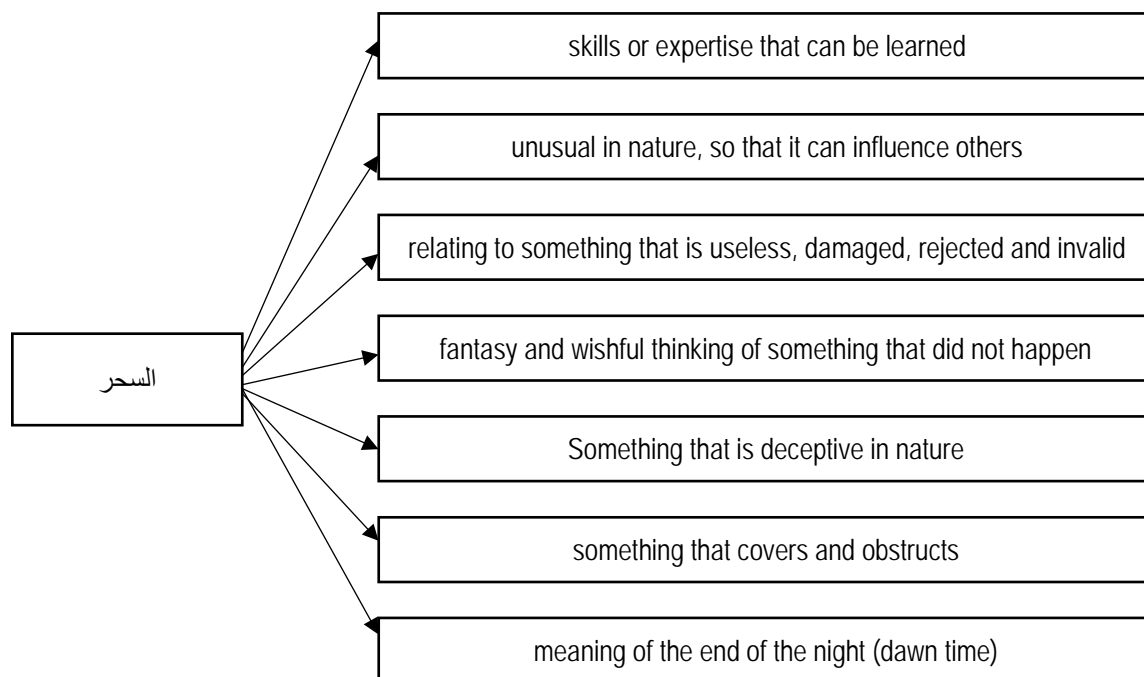 skills or expertise that can be learned
unusual in nature, so that it can influence others
relating to something that is useless, damaged, rejected and invalid
fantasy and wishful thinking of something that did not happen
السحر
Something that is deceptive in nature
something that covers and obstructs
meaning of the end of the night (dawn time)